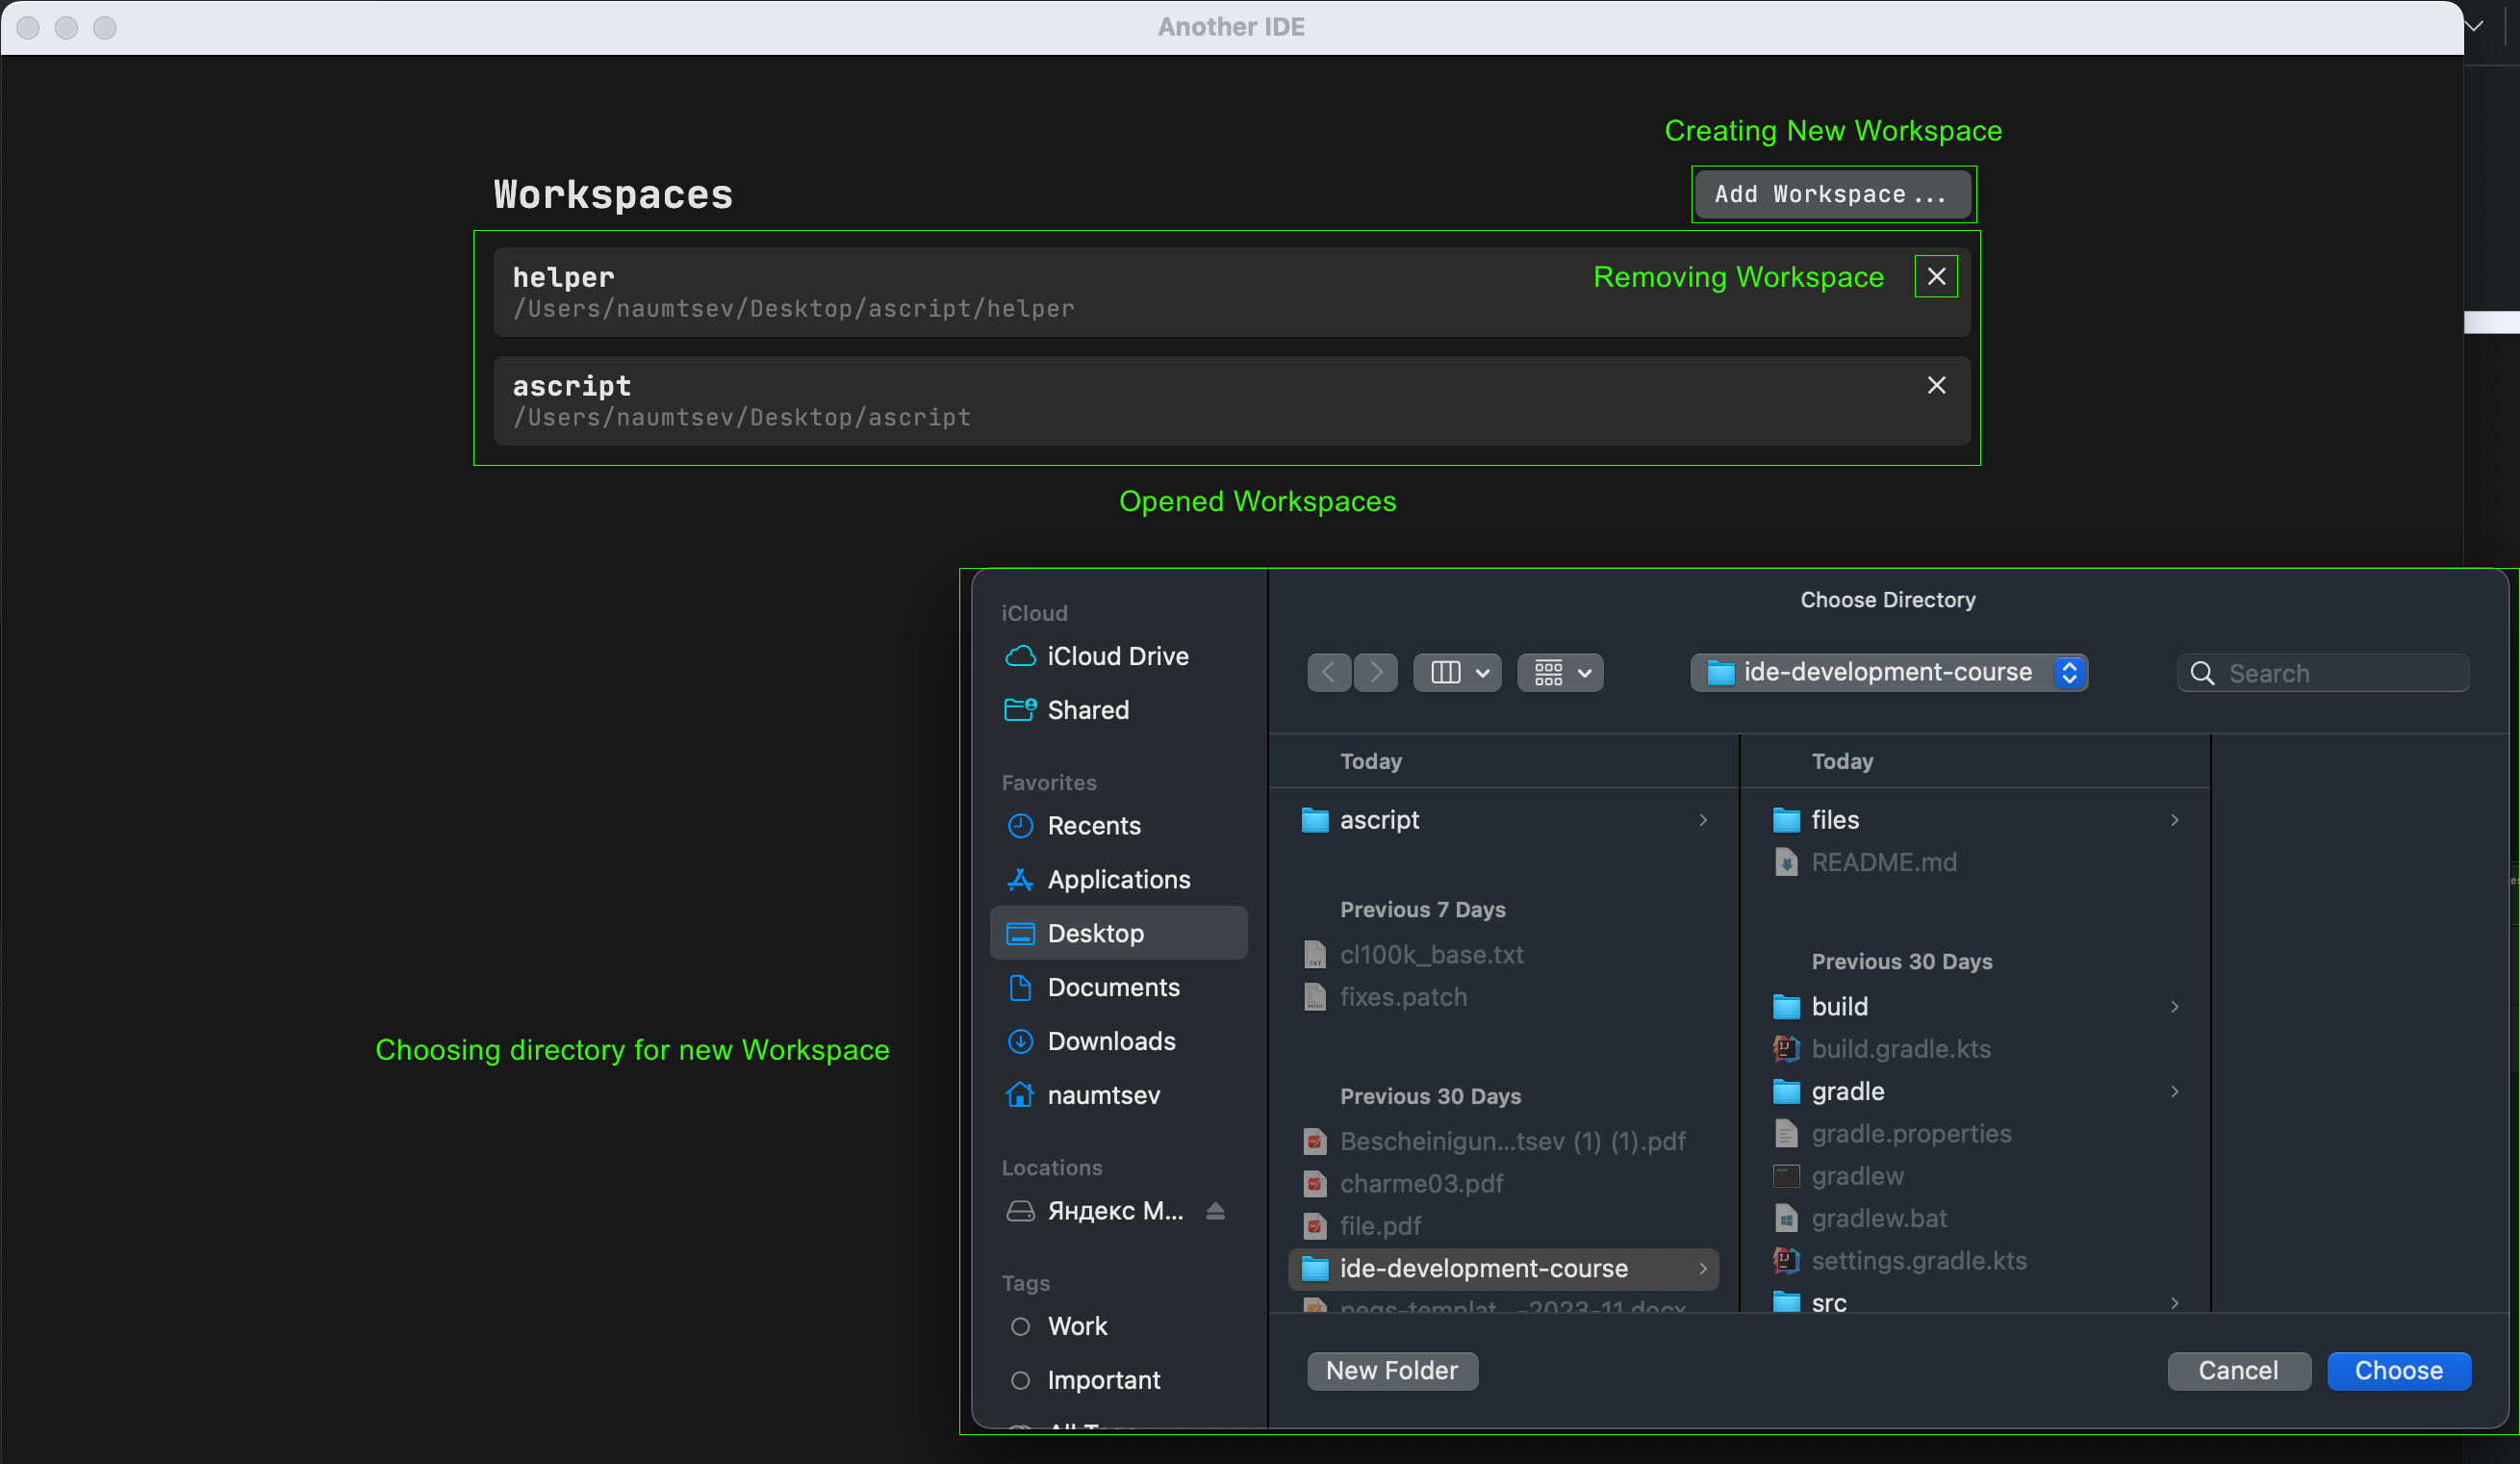 Another IDE
Creating New Workspace
Workspaces
Add Workspace...
helper
Removing Workspace
/Users/naumtsev/Desktop/ascript/helper
ascript
/Users/naumtsev/Desktop/ascript
Opened Workspaces
Choosing directory for new Workspace
iCloud
iCloud Drive
Shared
Favorites
Recents
Applications
Desktop
Documents
Downloads
naumtsev
Locations
Яндекс М...
Tags
Work
Important
Choose Directory
ide-development-course
Search
Today
ascript
Previous 7 Days
cl100k_base.txt
fixes.patch
Previous 30 Days
Bescheinigun...tsev (1) (1).pdf
charme03.pdf
file.pdf
ide-development-course
Today
files
README.md
Previous 30 Days
build
build.gradle.kts
gradle
gradle.properties
gradlew
gradlew.bat
settings.gradle.kts
src
New Folder
Cancel
Choose